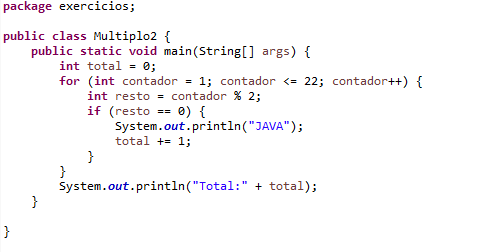 package exercicios;
public class Multiplo2 {
public static void main(String[] args) {
int total = 0;
for (int contador = 1; contador <= 22; contador++) {
int resto = contador % 2;
if (resto == 0) {
System.out.println("JAVA");
total += 1;
}
}
System.out.println("Total:" + total);
}
}